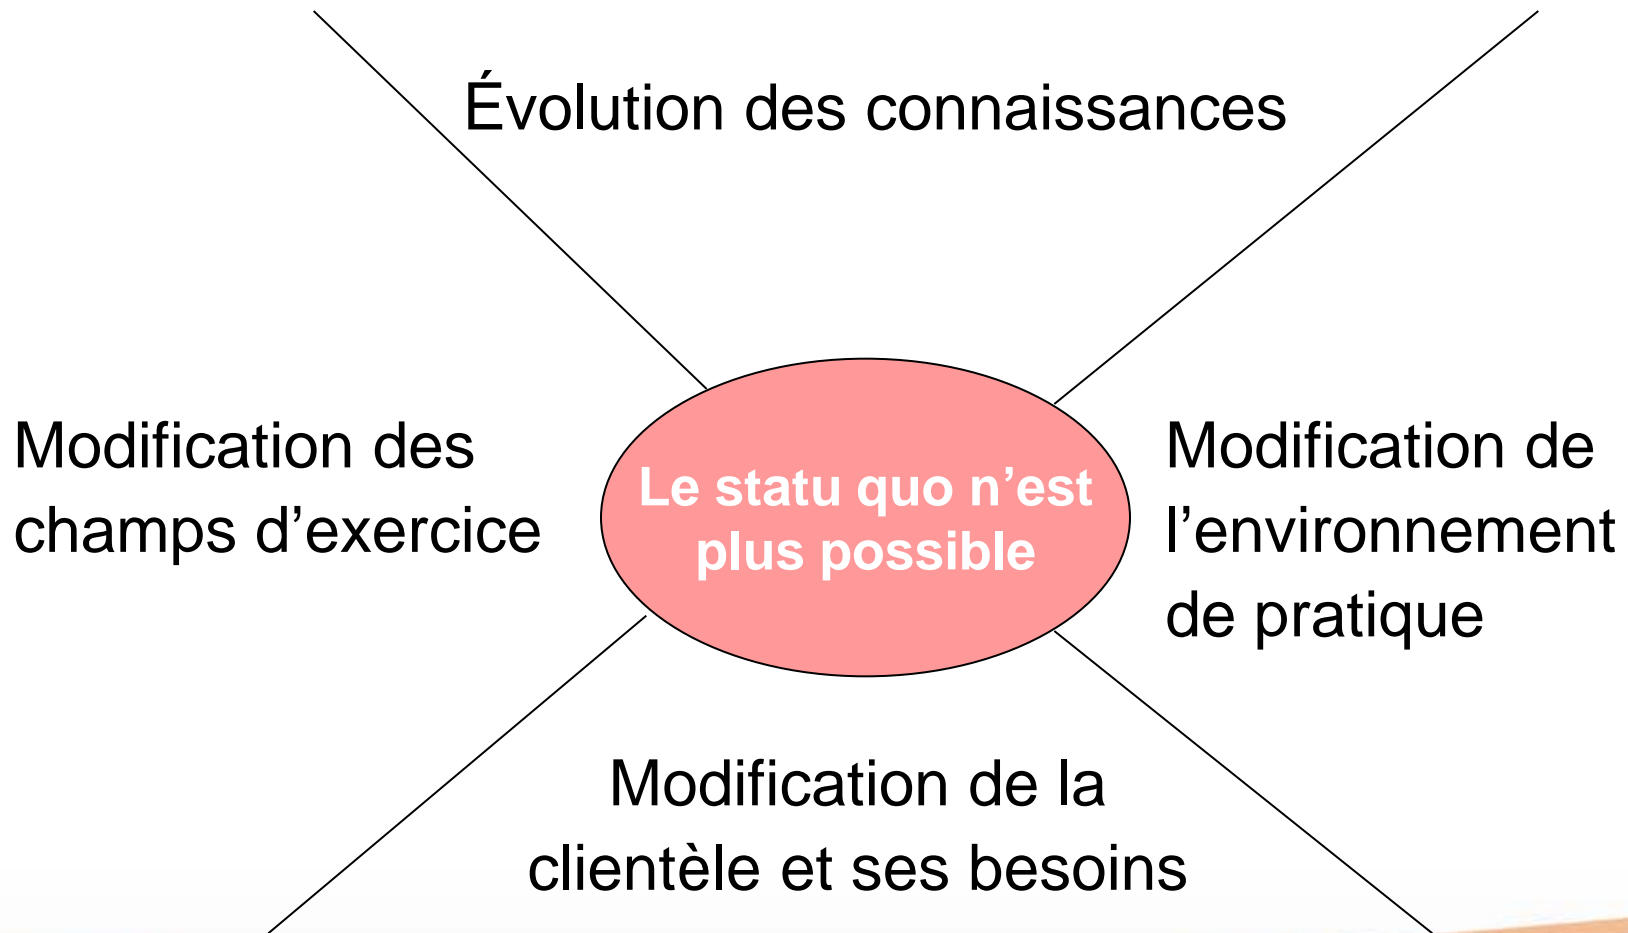 Évolution des connaissances
Modification des
champs d’exercice
Le statu quo n’est
plus possible
Modification de
l’environnement
de pratique
Modification de la
clientèle et ses besoins